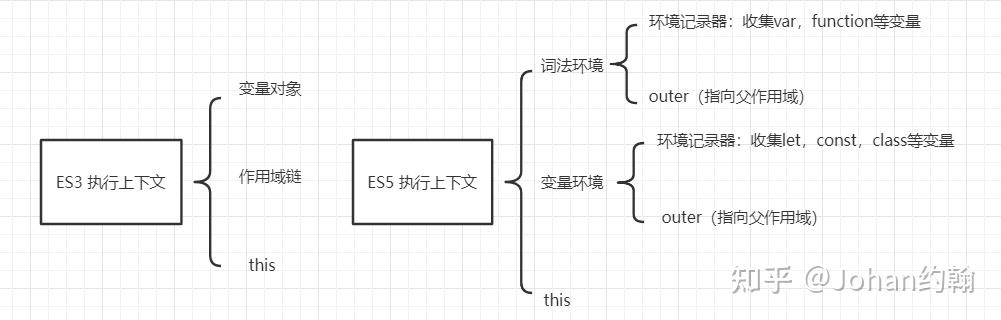 ES3 执行上下文
变量对象
作用域链
this
ES5 执行上下文
词法环境
环境记录器：收集var，function等变量
outer（指向父作用域）
变量环境
环境记录器：收集let，const，class等变量
outer（指向父作用域）
this
知乎 @Johan约翰